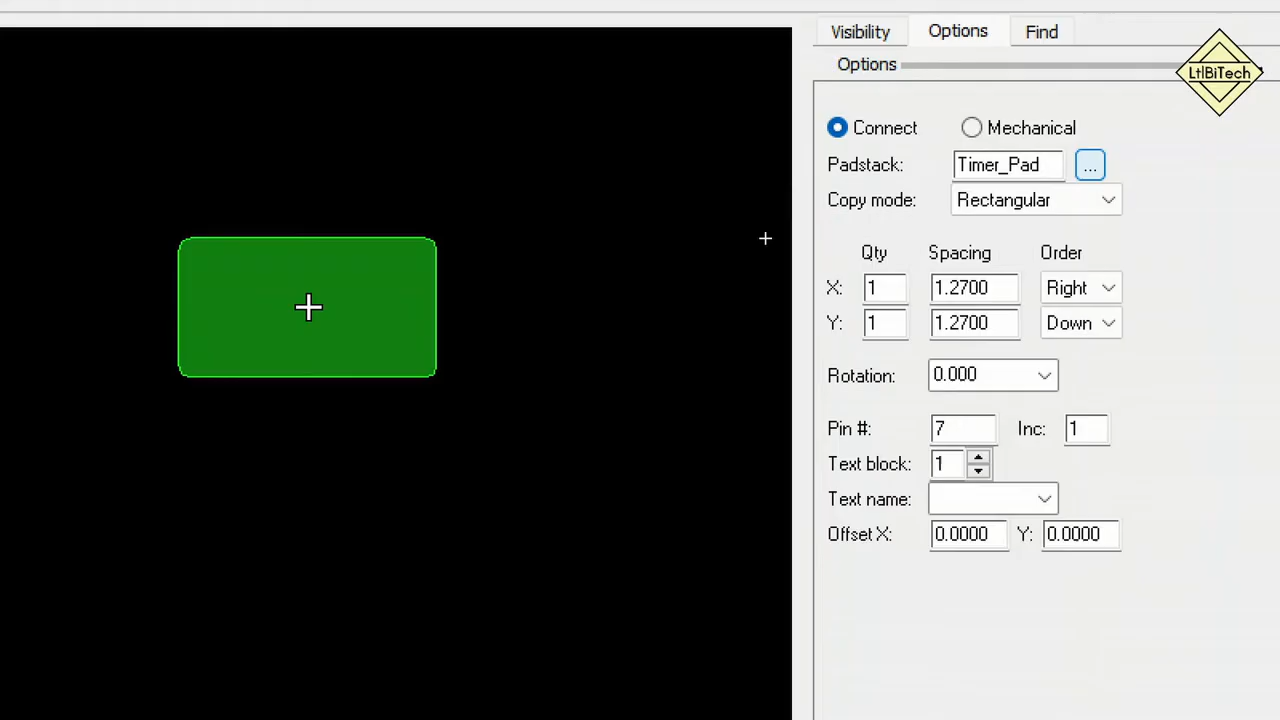 Visibility Options Find
Options
LtlBiTech
Connect Mechanical
Padstack: Timer_Pad ...
Copy mode: Rectangular
Qty Spacing Order
X: 1 1.2700 Right
Y: 1 1.2700 Down
Rotation: 0.000
Pin #: 7 Inc: 1
Text block: 1
Text name:
Offset X: 0.0000 Y: 0.0000